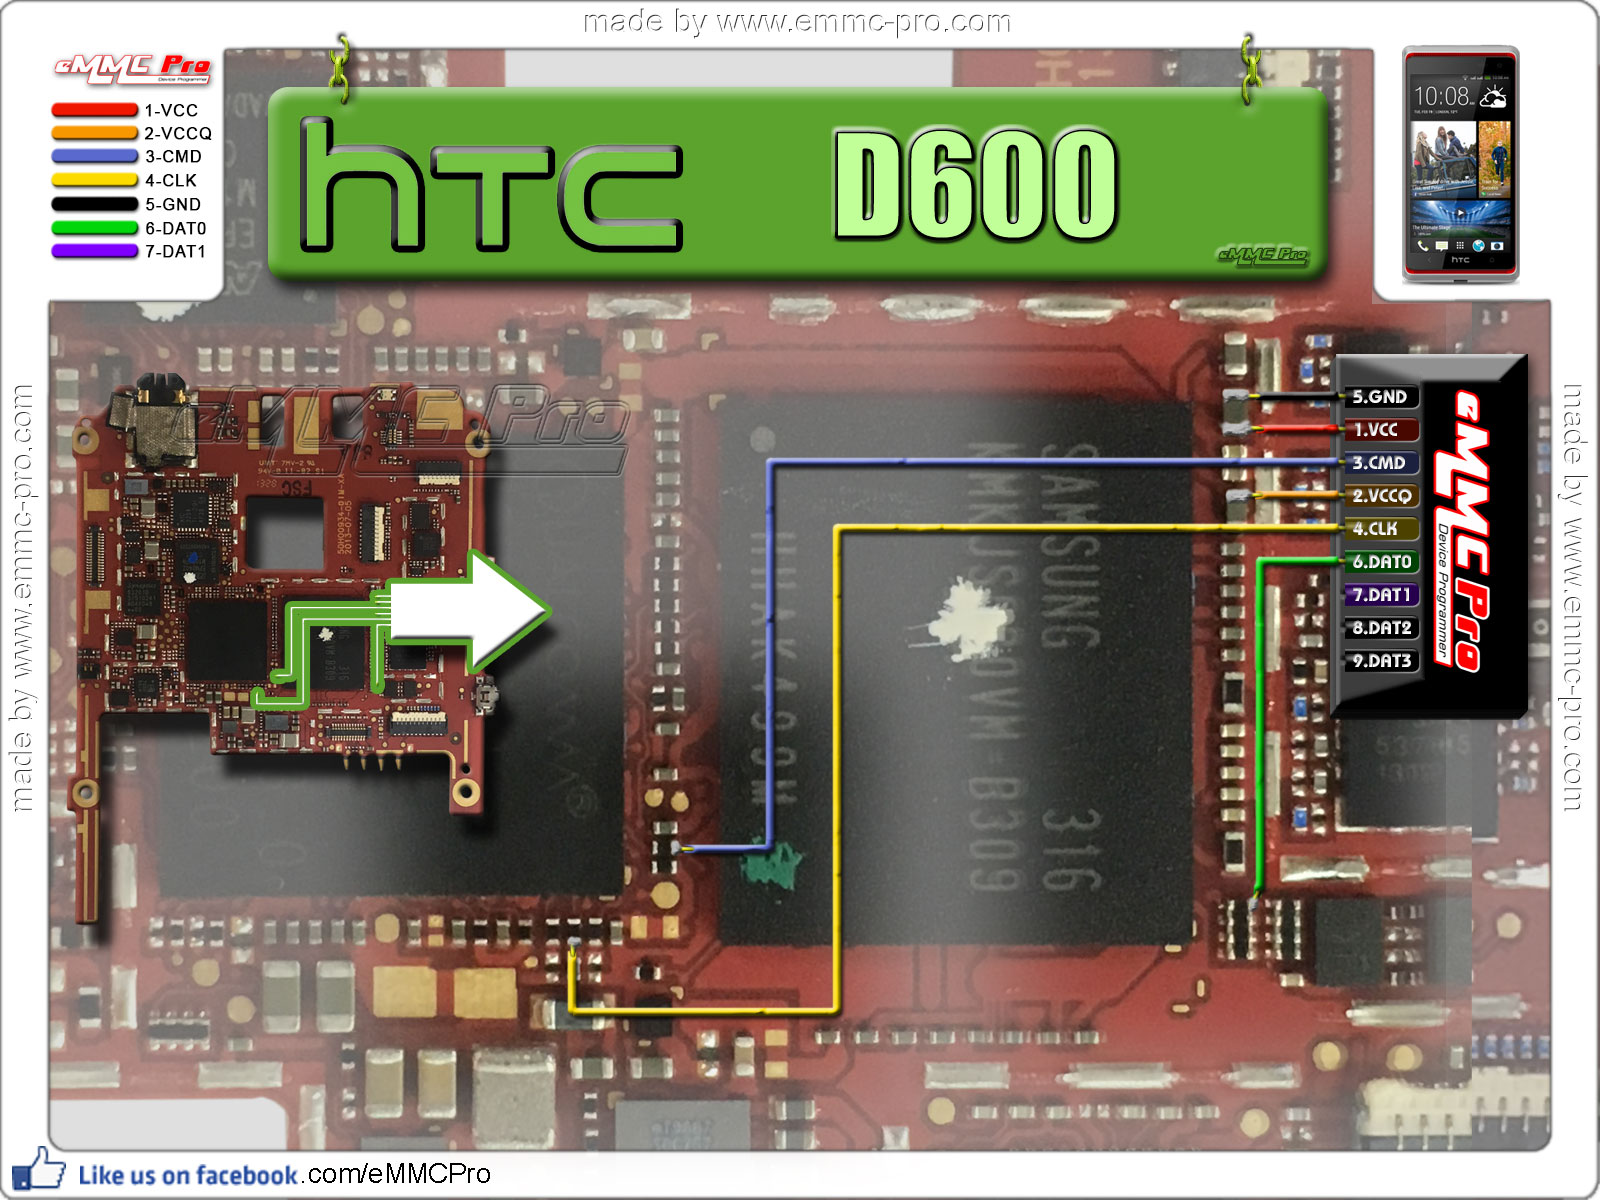 made by www.emmc-pro.com
eMMC Pro
Device Programmer
1-VCC
2-VCCQ
3-CMD
4-CLK
5-GND
6-DAT0
7-DAT1
hTC D600
eMMC Pro
10:08
hTC
made by www.emmc-pro.com
eMMC Pro
FSC
2013-07-05
SAMSUNG 316
B309
5.GND
1.VCC
3.CMD
2.VCCQ
4.CLK
6.DAT0
7.DAT1
8.DAT2
9.DAT3
eMMC Pro
Device Programmer
made by www.emmc-pro.com
Like us on facebook.com/eMMCPro